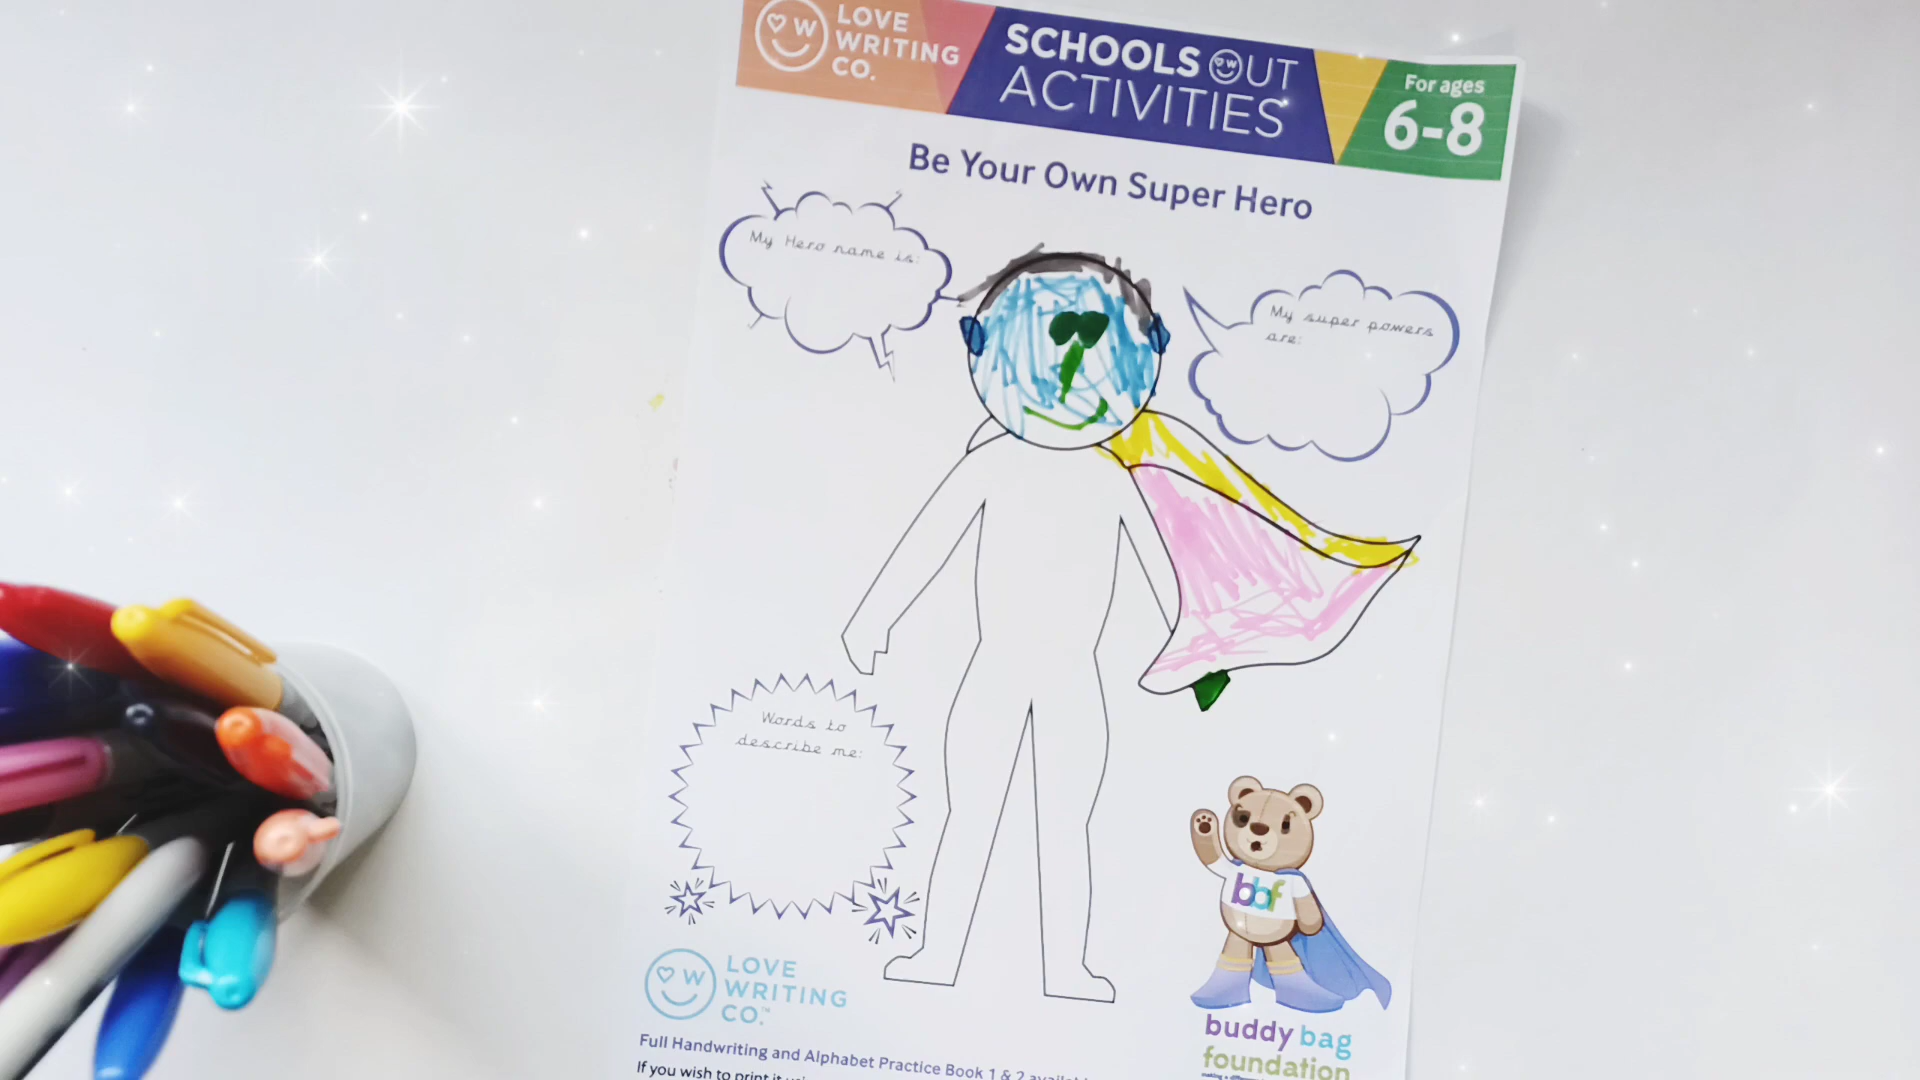 LOVE
WRITING
CO.
SCHOOLS OUT
ACTIVITIES
For ages
6-8
Be Your Own Super Hero
My Hero name is:
My super powers
are:
Words to
describe me:
bbf
LOVE
WRITING
CO.™
buddy bag
foundation
Full Handwriting and Alphabet Practice Book 1 & 2
If you wish to print it